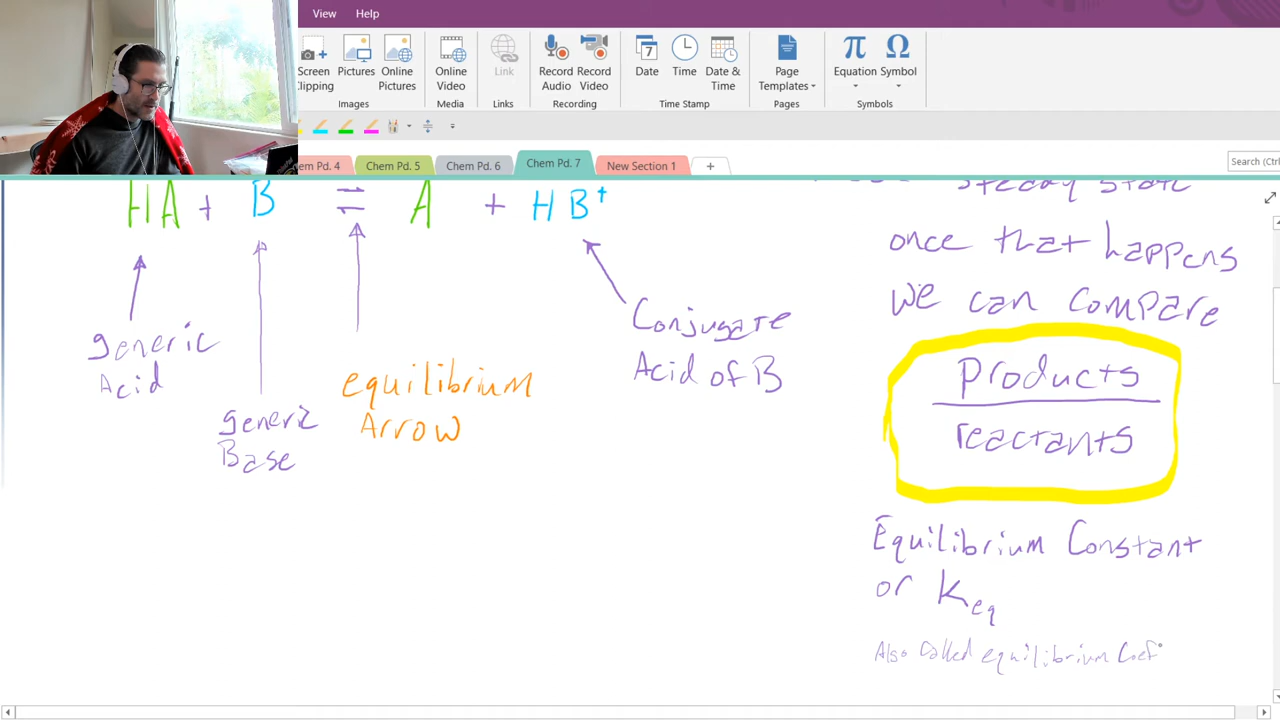 View Help
Screen Clipping
Pictures
Online Pictures
Images
Online Video
Media
Link
Links
Record Audio
Record Video
Recording
7
Date
Time
Date & Time
Time Stamp
Page Templates
Pages
π Equation
Ω Symbol
Symbols
Pd. 4
Chem Pd. 5
Chem Pd. 6
Chem Pd. 7
New Section 1
+
Search (Ctrl
HA + B ⇌ A + HB⁺
generic
Acid
generic
Base
equilibrium
Arrow
Conjugate
Acid of B
steady state
once that happens
we can compare
products
reactants
Equilibrium Constant
or Keq
Also Called equilibrium Coef